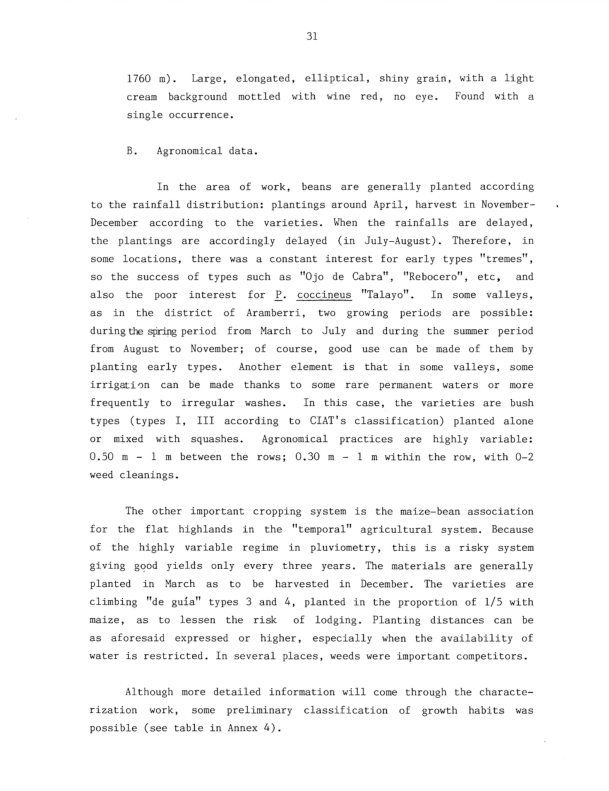 31
1760 m). Large, elongated, elliptical, shiny grain, with a light
cream background mottled with wine red, no eye. Found with a
single occurrence.
B. Agronomical data.
In the area of work, beans are generally planted according
to the rainfall distribution: plantings around April, harvest in November-
December according to the varieties. When the rainfalls are delayed,
the plantings are accordingly delayed (in July-August). Therefore, in
some locations, there was a constant interest for early types "tremes",
so the success of types such as "Ojo de Cabra", "Rebocero", etc, and
also the poor interest for P. coccineus "Talayo". In some valleys,
as in the district of Aramberri, two growing periods are possible:
during the spiring period from March to July and during the summer period
from August to November; of course, good use can be made of them by
planting early types. Another element is that in some valleys, some
irrigation can be made thanks to some rare permanent waters or more
frequently to irregular washes. In this case, the varieties are bush
types (types I, III according to CIAT's classification) planted alone
or mixed with squashes. Agronomical practices are highly variable:
0.50 m - 1 m between the rows; 0.30 m - 1 m within the row, with 0-2
weed cleanings.
The other important cropping system is the maize-bean association
for the flat highlands in the "temporal" agricultural system. Because
of the highly variable regime in pluviometry, this is a risky system
giving good yields only every three years. The materials are generally
planted in March as to be harvested in December. The varieties are
climbing "de guía" types 3 and 4, planted in the proportion of 1/5 with
maize, as to lessen the risk of lodging. Planting distances can be
as aforesaid expressed or higher, especially when the availability of
water is restricted. In several places, weeds were important competitors.
Although more detailed information will come through the characte-
rization work, some preliminary classification of growth habits was
possible (see table in Annex 4).